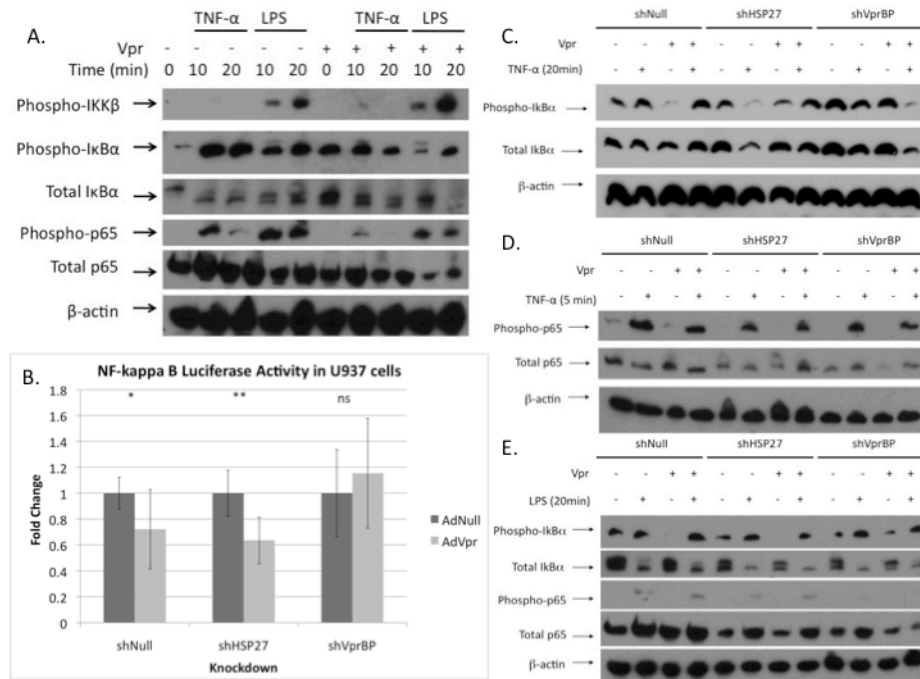 A.
TNF-α LPS TNF-α LPS
Vpr - - - - - + + + + +
Time (min) 0 10 20 10 20 0 10 20 10 20
Phospho-IKKβ
Phospho-IκBα
Total IκBα
Phospho-p65
Total p65
β-actin
B.
NF-kappa B Luciferase Activity in U937 cells
1.8
1.6
1.4
1.2
1
0.8
0.6
0.4
0.2
0
Fold Change
* ** ns
AdNull
AdVpr
shNull shHSP27 shVprBP
Knockdown
C.
shNull shHSP27 shVprBP
Vpr - - + + - - + + - - + +
TNF-α (20min) - + - + - + - + - + - +
Phospho-IkBα
Total IkBα
β-actin
D.
shNull shHSP27 shVprBP
Vpr - - + + - - + + - - + +
TNF-α (5 min) - + - + - + - + - + - +
Phospho-p65
Total p65
β-actin
E.
shNull shHSP27 shVprBP
Vpr - - + + - - + + - - + +
LPS (20min) - + - + - + - + - + - +
Phospho-IkBα
Total IkBα
Phospho-p65
Total p65
β-actin